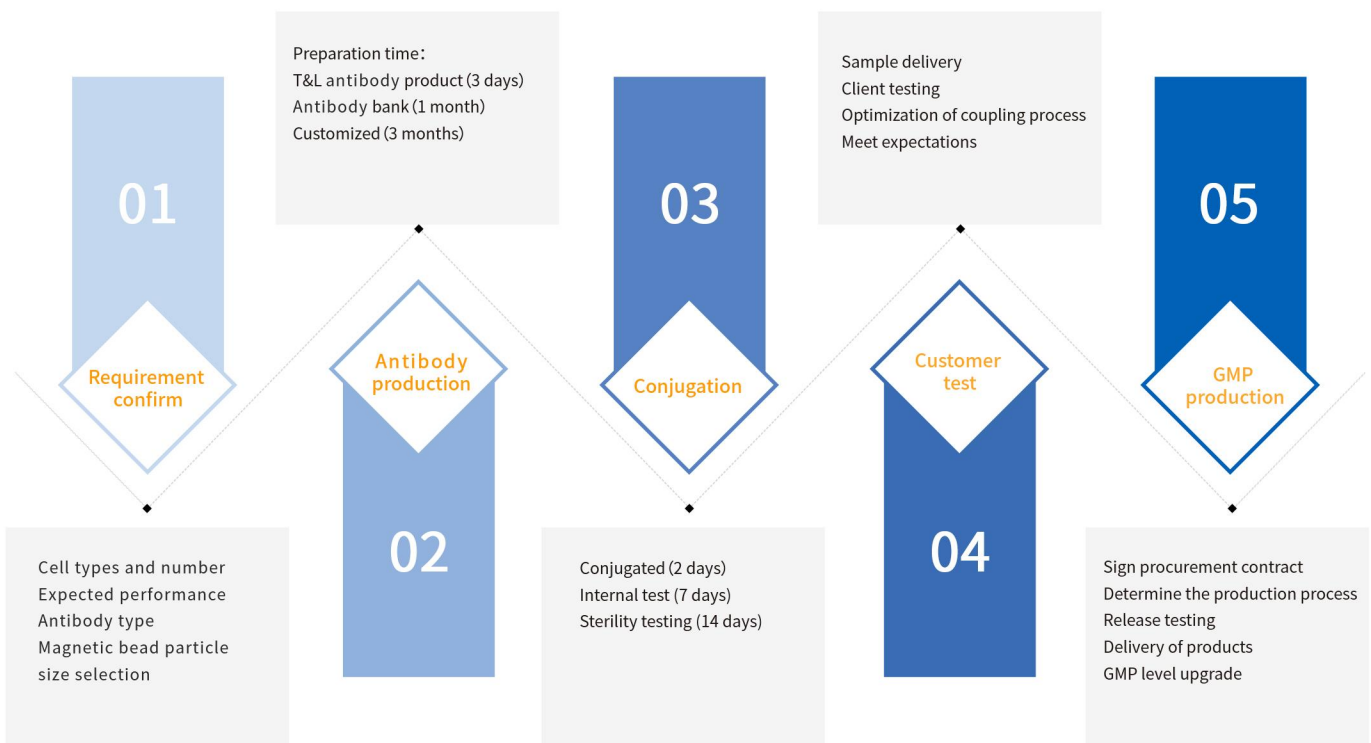 01
Requirement
confirm
Cell types and number
Expected performance
Antibody type
Magnetic bead particle
size selection
Preparation time：
T&L antibody product (3 days)
Antibody bank (1 month)
Customized (3 months)
Antibody
production
02
03
Conjugation
Conjugated (2 days)
Internal test (7 days)
Sterility testing (14 days)
Sample delivery
Client testing
Optimization of coupling process
Meet expectations
Customer
test
04
05
GMP
production
Sign procurement contract
Determine the production process
Release testing
Delivery of products
GMP level upgrade